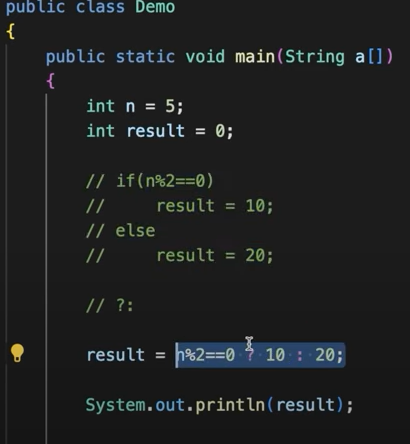 public class Demo
{
public static void main(String a[])
{
int n = 5;
int result = 0;
// if(n%2==0)
//     result = 10;
// else
//     result = 20;
// ?:
result = n%2==0 ? 10 : 20;
System.out.println(result);